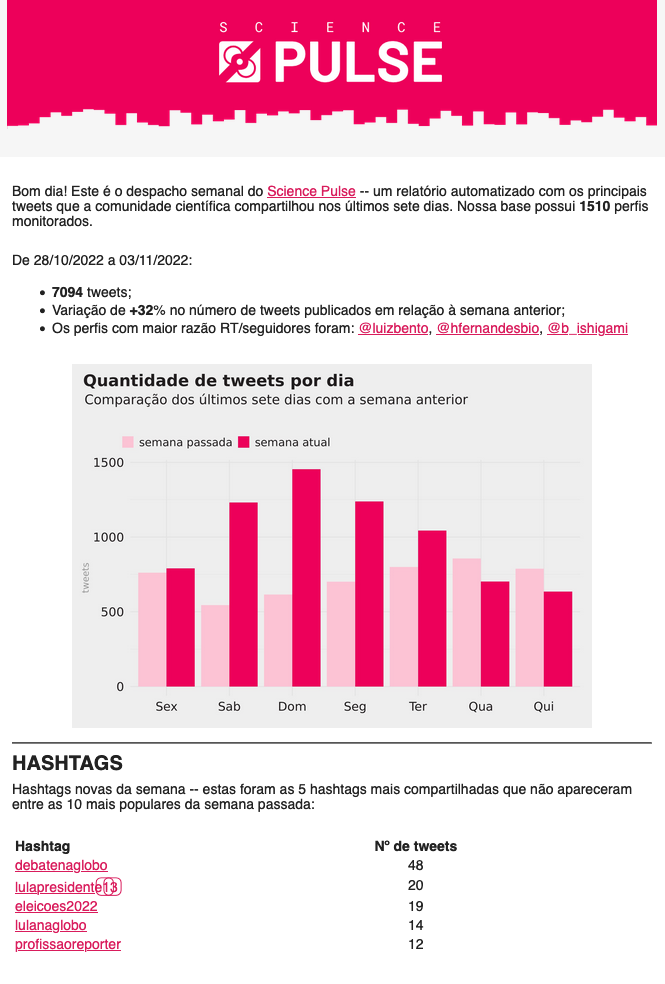 SCIENCE
PULSE
Bom dia! Este é o despacho semanal do Science Pulse -- um relatório automatizado com os principais
tweets que a comunidade científica compartilhou nos últimos sete dias. Nossa base possui 1510 perfis
monitorados.
De 28/10/2022 a 03/11/2022:
• 7094 tweets;
• Variação de +32% no número de tweets publicados em relação à semana anterior;
• Os perfis com maior razão RT/seguidores foram: @luizbento, @hfernandesbio, @b_ishigami
Quantidade de tweets por dia
Comparação dos últimos sete dias com a semana anterior
semana passada semana atual
1500
1000
500
0
tweets
Sex Sab Dom Seg Ter Qua Qui
HASHTAGS
Hashtags novas da semana -- estas foram as 5 hashtags mais compartilhadas que não apareceram
entre as 10 mais populares da semana passada:
Hashtag Nº de tweets
debatenaglobo 48
lulapresidente13 20
eleicoes2022 19
lulanaglobo 14
profissaoreporter 12